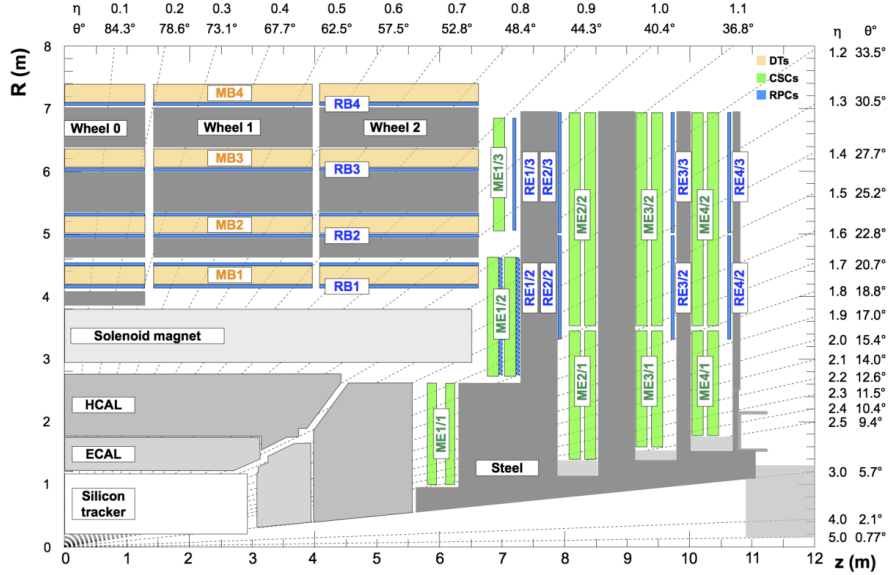 η 0.1 0.2 0.3 0.4 0.5 0.6 0.7 0.8 0.9 1.0 1.1
θ° 84.3° 78.6° 73.1° 67.7° 62.5° 57.5° 52.8° 48.4° 44.3° 40.4° 36.8° η θ°
R (m)
8
7
6
5
4
3
2
1
0
1.2 33.5°
1.3 30.5°
1.4 27.7°
1.5 25.2°
1.6 22.8°
1.7 20.7°
1.8 18.8°
1.9 17.0°
2.0 15.4°
2.1 14.0°
2.2 12.6°
2.3 11.5°
2.4 10.4°
2.5 9.4°
3.0 5.7°
4.0 2.1°
5.0 0.77°
DTs
CSCs
RPCs
MB4
RB4
Wheel 0 Wheel 1 Wheel 2
MB3
RB3
MB2
RB2
MB1
RB1
Solenoid magnet
HCAL
ECAL
Silicon
tracker
Steel
ME1/3
RE1/3
RE2/3
ME2/2
ME3/2
RE3/3
ME4/2
RE4/3
ME1/2
RE1/2
RE2/2
RE3/2
RE4/2
ME1/1
ME2/1
ME3/1
ME4/1
0 1 2 3 4 5 6 7 8 9 10 11 12
z (m)